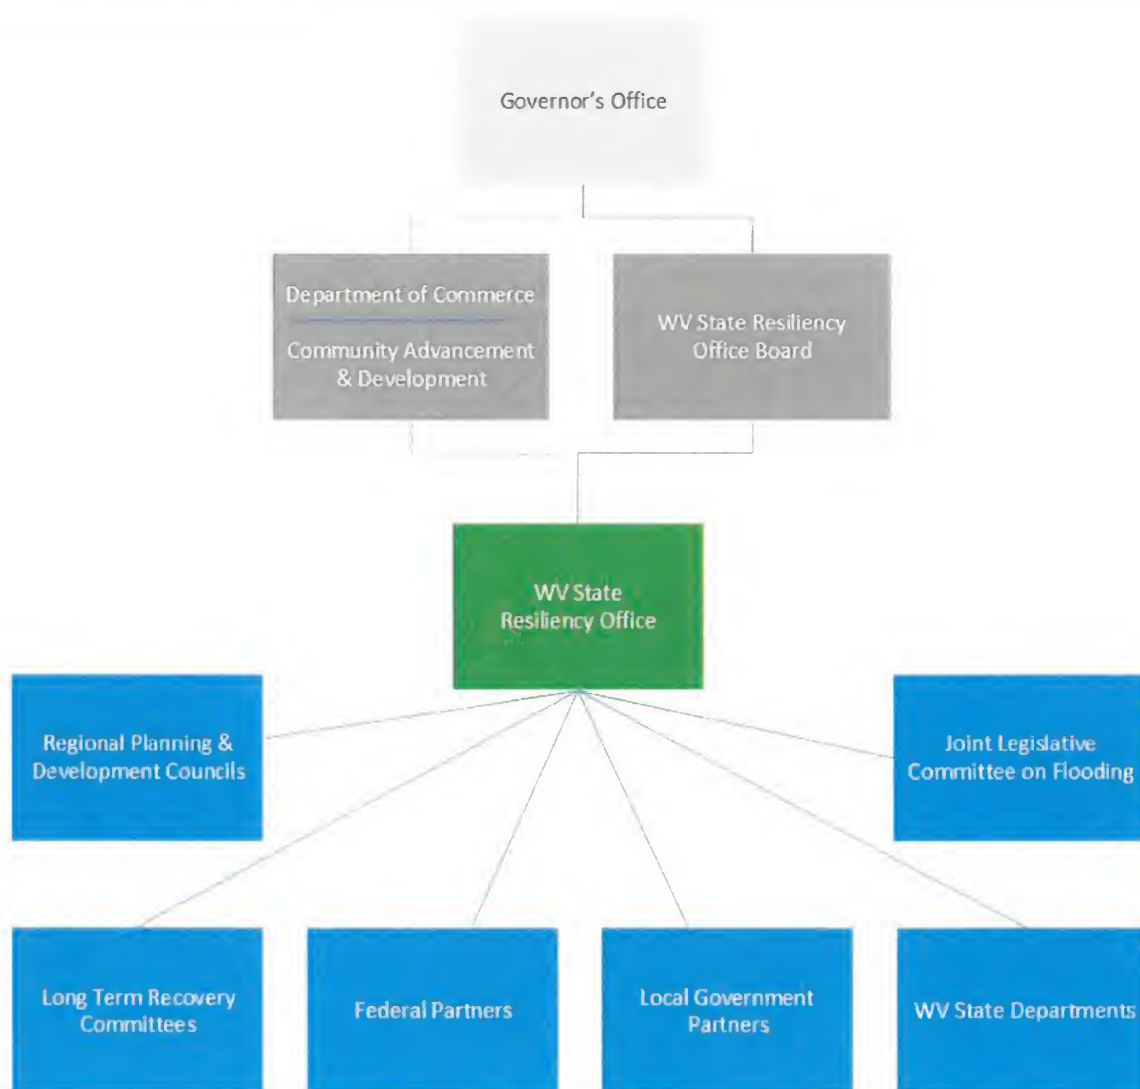 Governor's Office
Department of Commerce
Community Advancement
& Development
WV State Resiliency
Office Board
WV State
Resiliency Office
Regional Planning &
Development Councils
Joint Legislative
Committee on Flooding
Long Term Recovery
Committees
Federal Partners
Local Government
Partners
WV State Departments